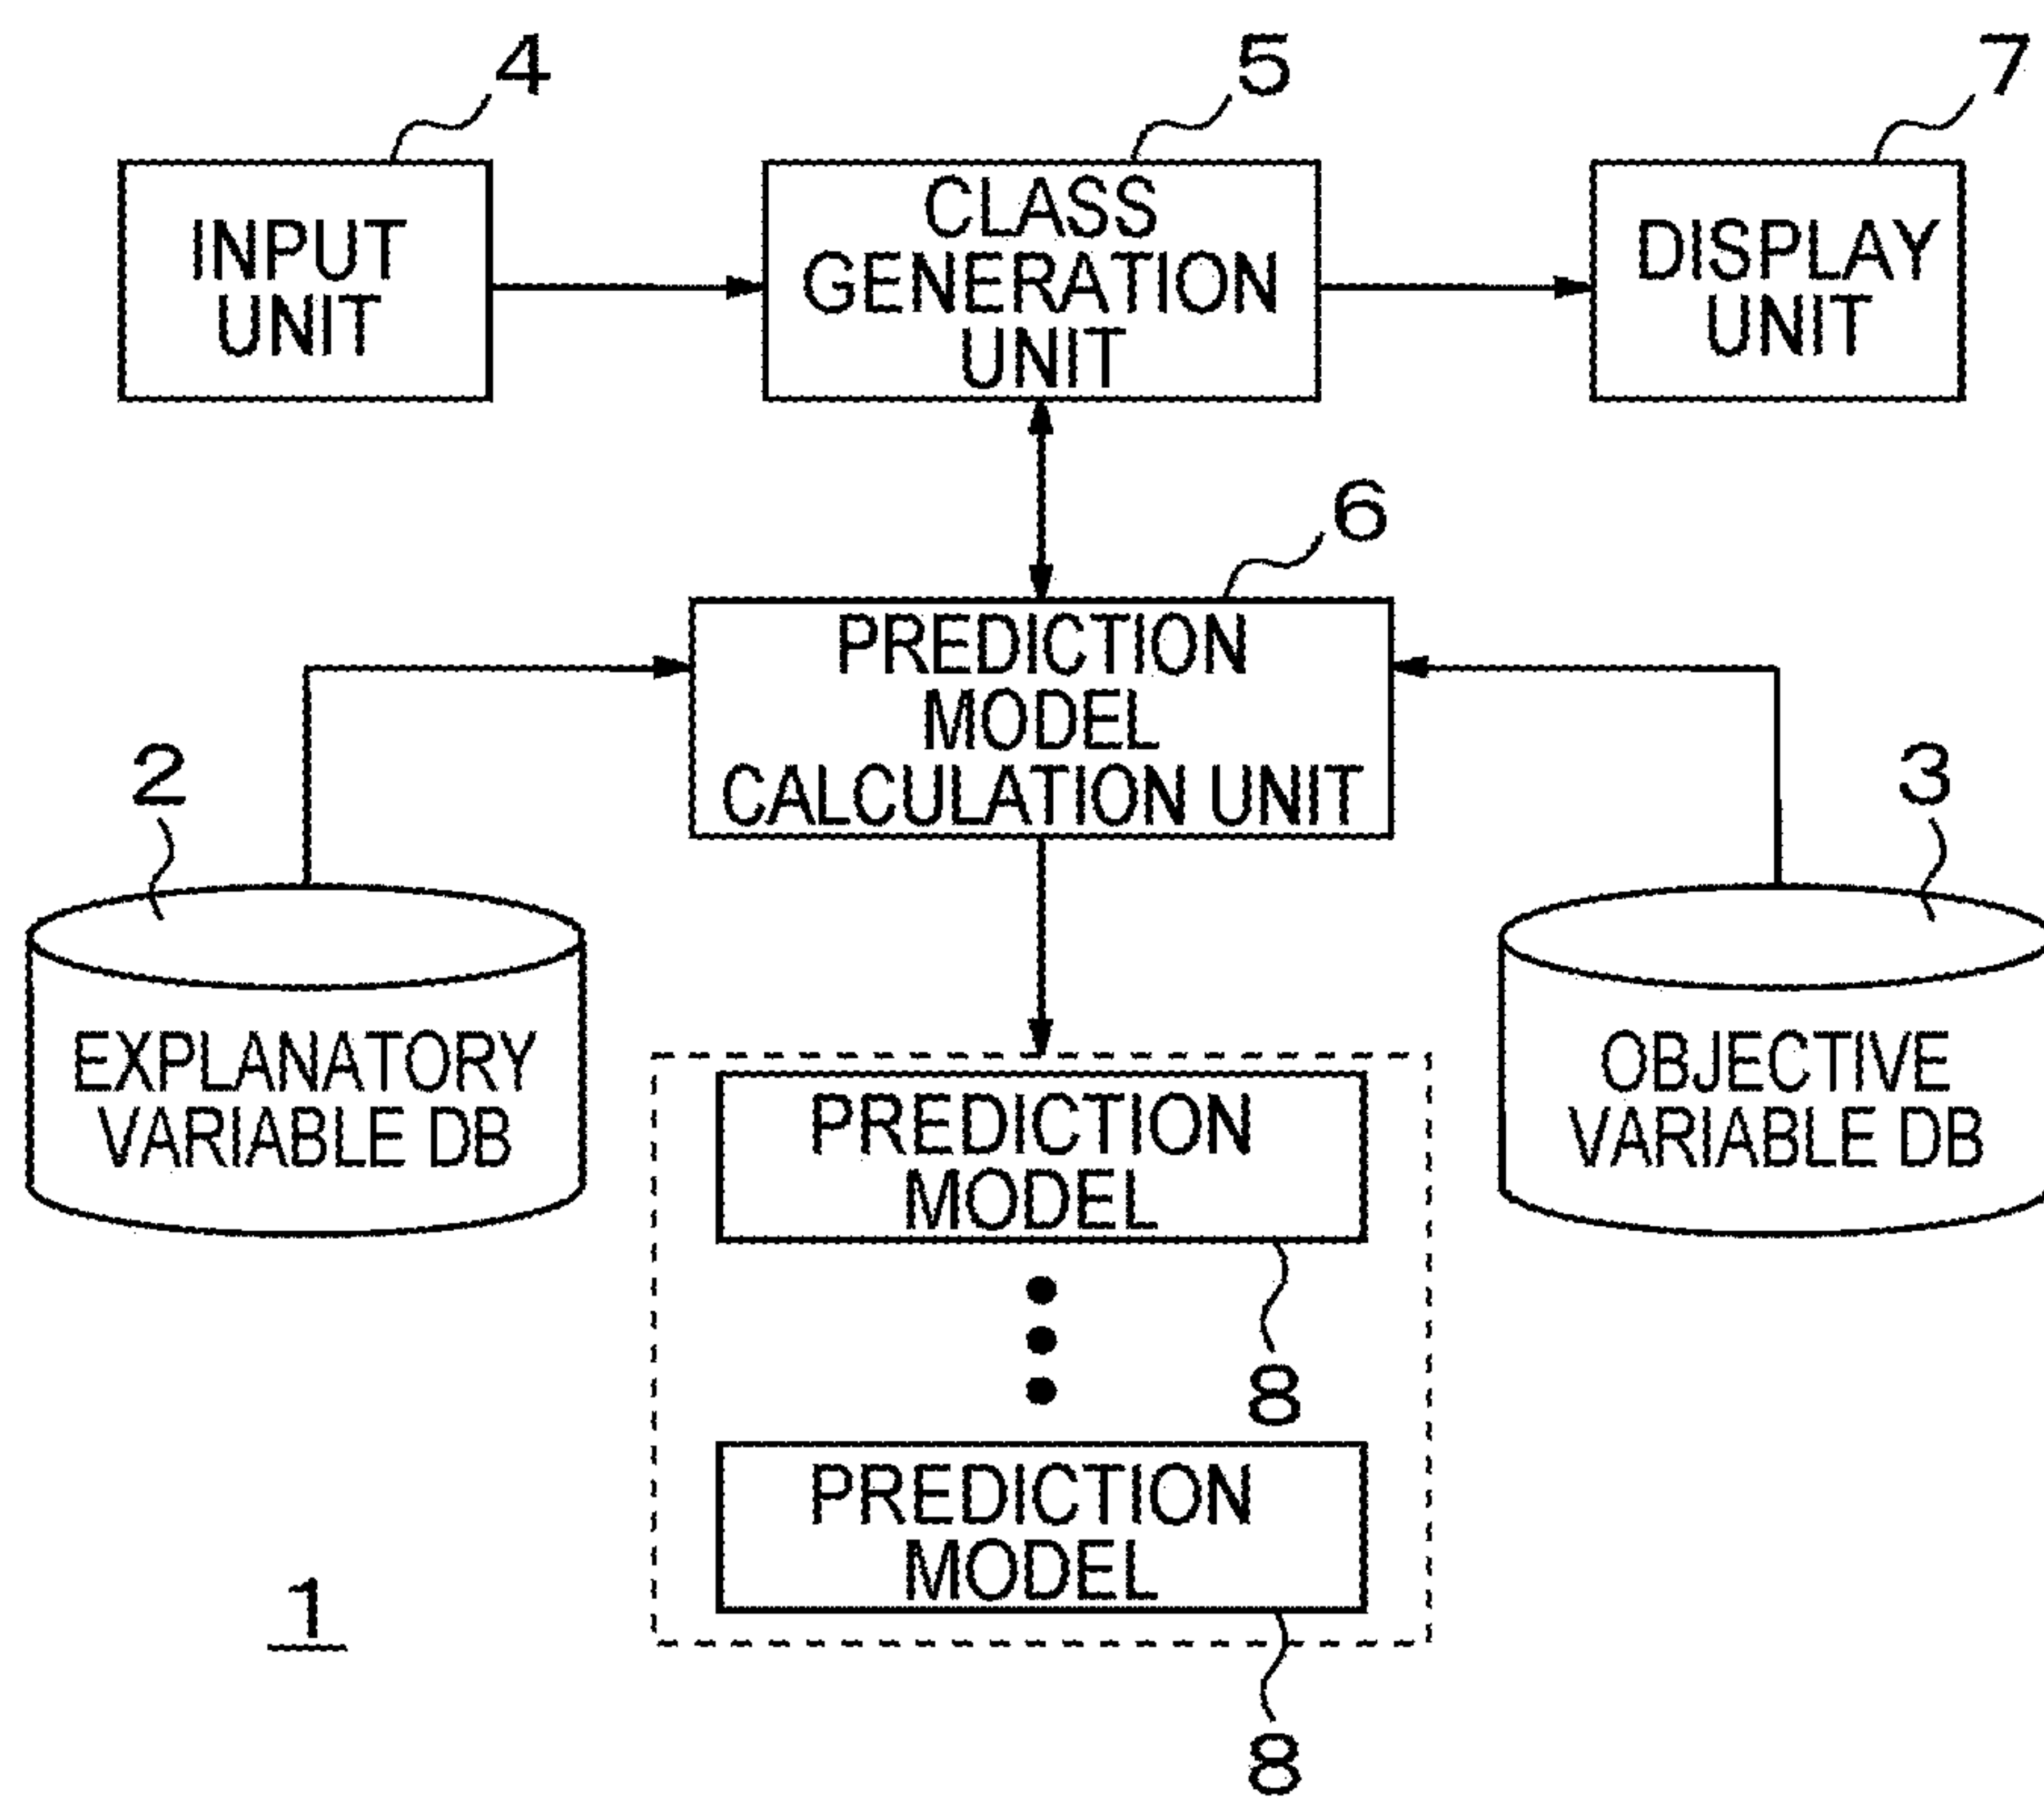 4
5
7
INPUT
UNIT
CLASS
GENERATION
UNIT
DISPLAY
UNIT
6
PREDICTION
MODEL
CALCULATION UNIT
2
3
EXPLANATORY
VARIABLE DB
OBJECTIVE
VARIABLE DB
PREDICTION
MODEL
8
PREDICTION
MODEL
8
1